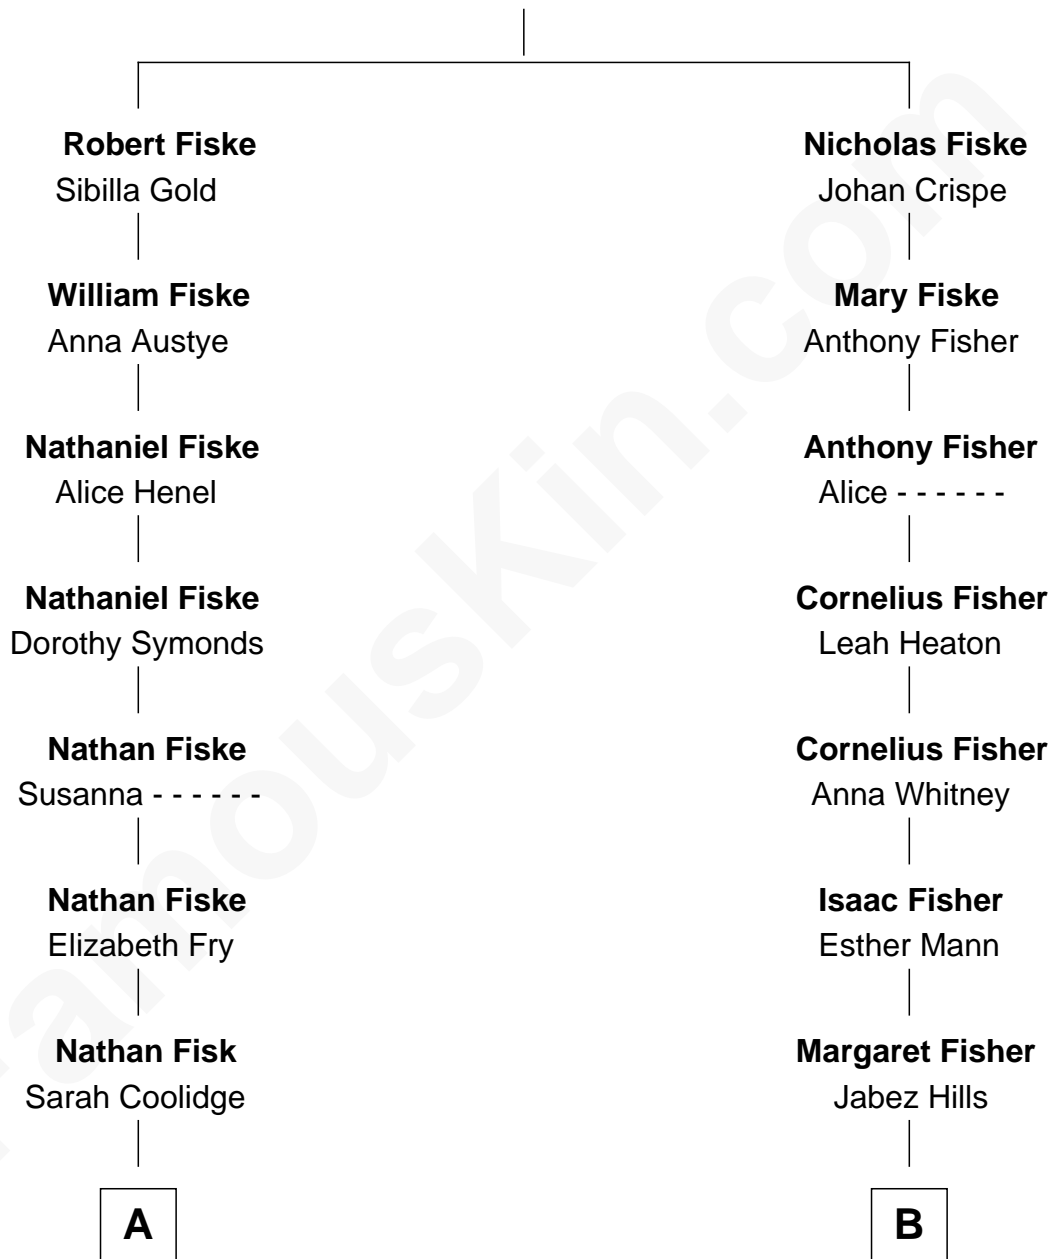 Robert Fiske
Sibilla Gold
William Fiske
Anna Austye
Nathaniel Fiske
Alice Henel
Nathaniel Fiske
Dorothy Symonds
Nathan Fiske
Susanna - - - - - -
Nathan Fiske
Elizabeth Fry
Nathan Fisk
Sarah Coolidge
A
Nicholas Fiske
Johan Crispe
Mary Fiske
Anthony Fisher
Anthony Fisher
Alice - - - - - -
Cornelius Fisher
Leah Heaton
Cornelius Fisher
Anna Whitney
Isaac Fisher
Esther Mann
Margaret Fisher
Jabez Hills
B
FamousKin.com